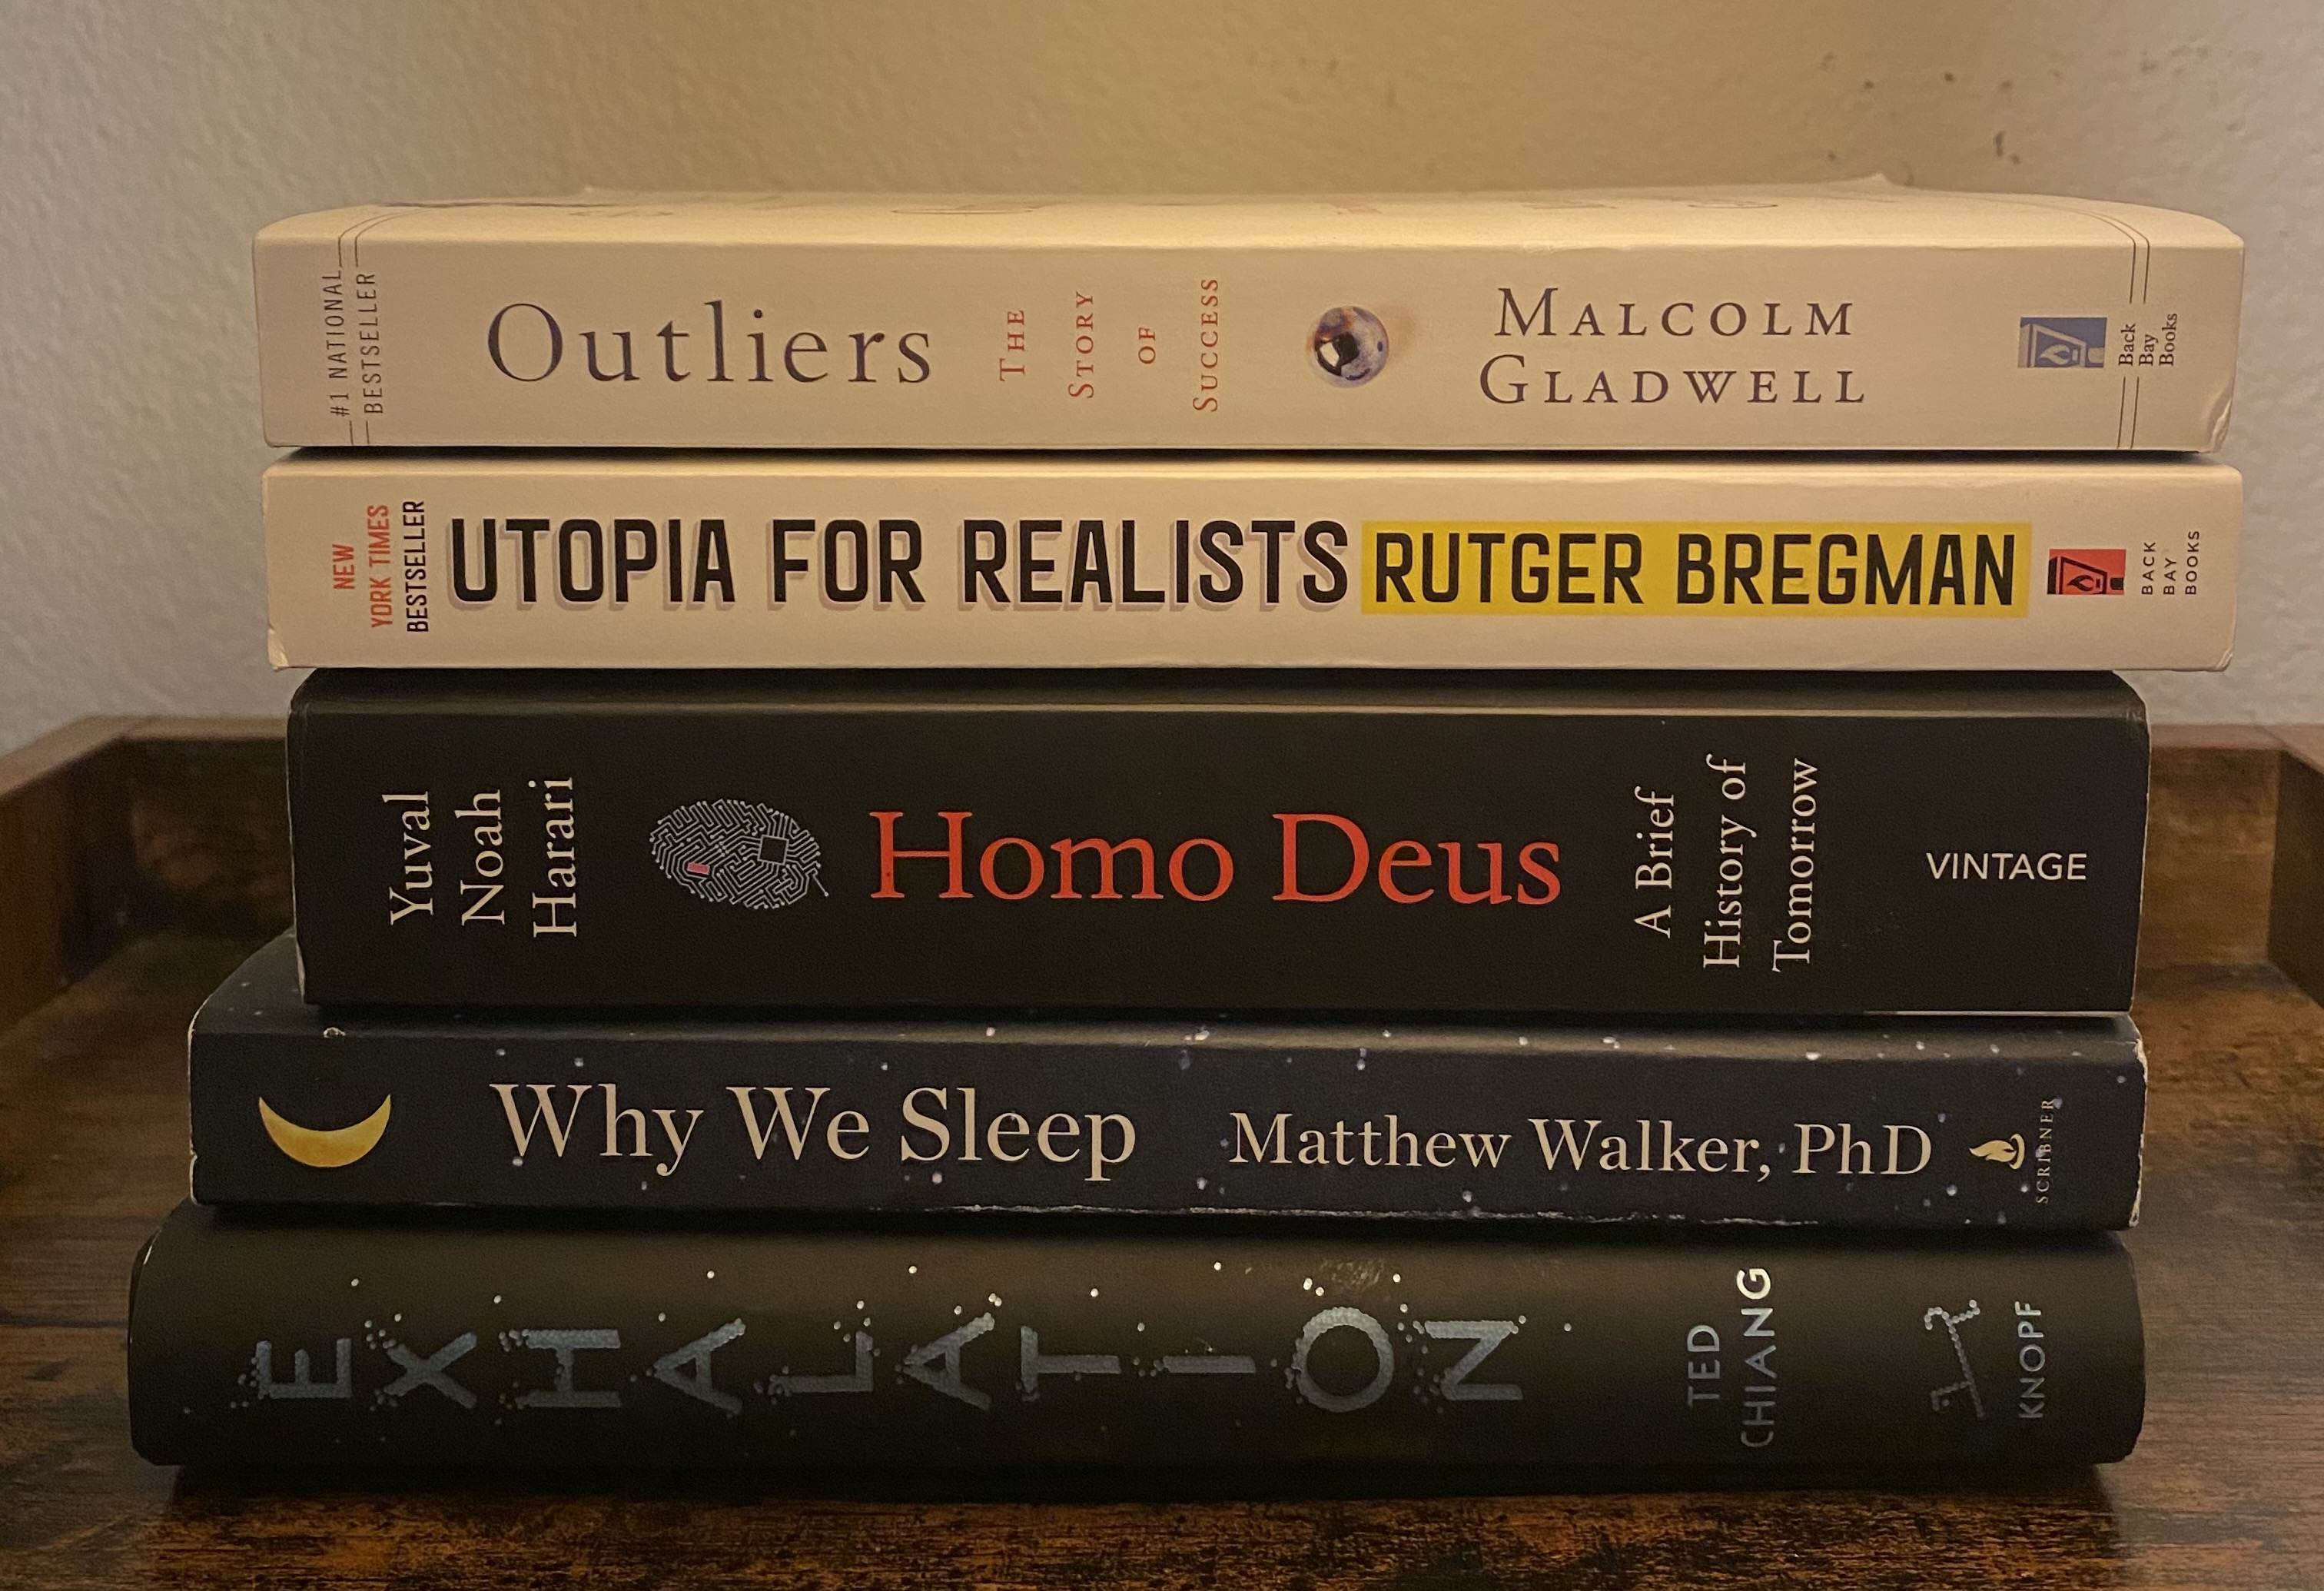 #1 NATIONAL
BESTSELLER
Outliers
THE
STORY
OF
SUCCESS
MALCOLM
GLADWELL
Back
Bay
Books
NEW
YORK TIMES
BESTSELLER
UTOPIA FOR REALISTS
RUTGER BREGMAN
BACK
BAY
BOOKS
Yuval
Noah
Harari
Homo Deus
A Brief
History of
Tomorrow
VINTAGE
Why We Sleep
Matthew Walker, PhD
SCRIBNER
EXHALATION
TED
CHIANG
KNOPF